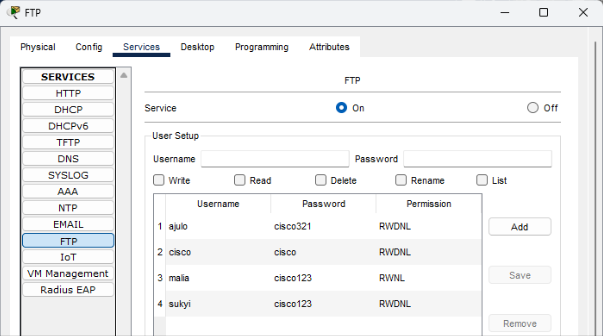 FTP
Physical Config Services Desktop Programming Attributes
SERVICES
HTTP
DHCP
DHCPv6
TFTP
DNS
SYSLOG
AAA
NTP
EMAIL
FTP
IoT
VM Management
Radius EAP
FTP
Service On Off
User Setup
Username Password
Write Read Delete Rename List
Username Password Permission
1 ajulo cisco321 RWDNL
2 cisco cisco RWDNL
3 malia cisco123 RWNL
4 sukyi cisco123 RWDNL
Add
Save
Remove